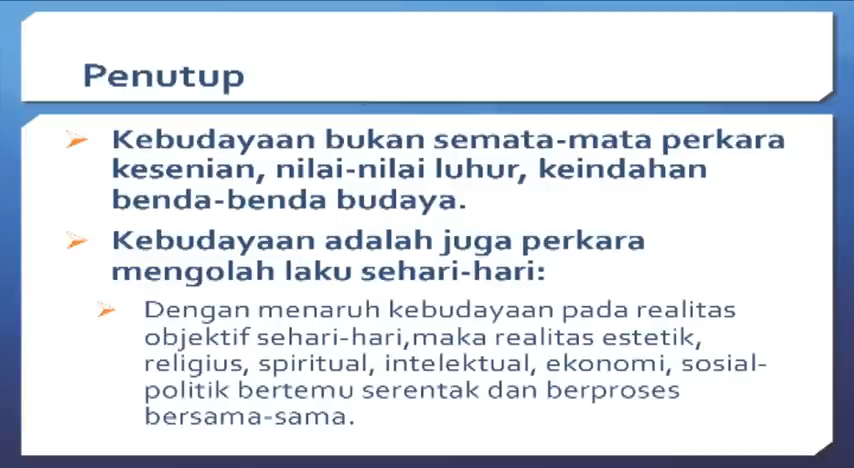 Penutup
Kebudayaan bukan semata-mata perkara
kesenian, nilai-nilai luhur, keindahan
benda-benda budaya.
Kebudayaan adalah juga perkara
mengolah laku sehari-hari:
Dengan menaruh kebudayaan pada realitas
objektif sehari-hari,maka realitas estetik,
religius, spiritual, intelektual, ekonomi, sosial-
politik bertemu serentak dan berproses
bersama-sama.